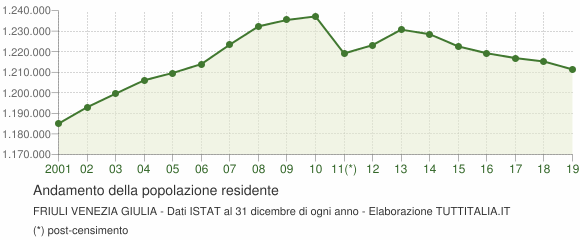 1.240.000
1.230.000
1.220.000
1.210.000
1.200.000
1.190.000
1.180.000
1.170.000
2001 02 03 04 05 06 07 08 09 10 11(*) 12 13 14 15 16 17 18 19
Andamento della popolazione residente
FRIULI VENEZIA GIULIA - Dati ISTAT al 31 dicembre di ogni anno - Elaborazione TUTTITALIA.IT
(*) post-censimento